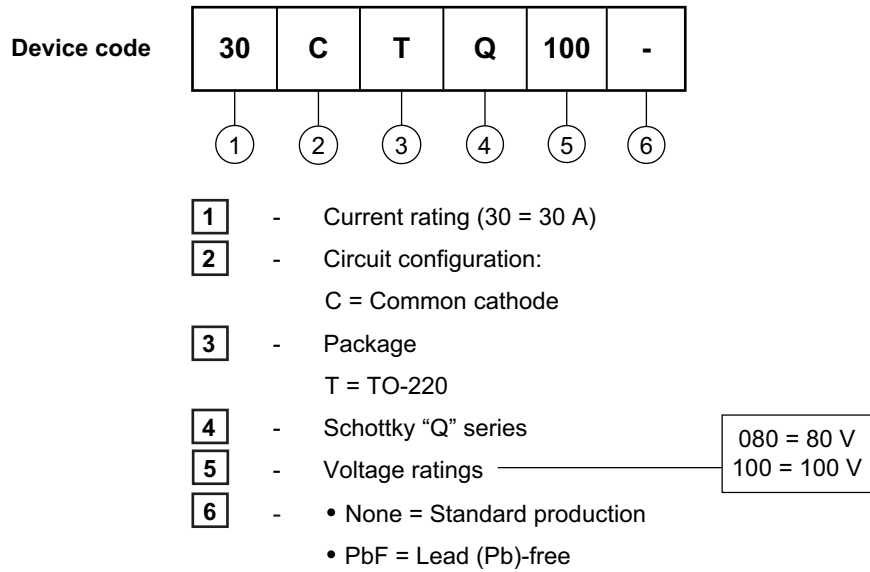 Device code 30 C T Q 100 -
1 2 3 4 5 6
1 - Current rating (30 = 30 A)
2 - Circuit configuration:
C = Common cathode
3 - Package
T = TO-220
4 - Schottky “Q” series
5 - Voltage ratings
080 = 80 V
100 = 100 V
6 - • None = Standard production
• PbF = Lead (Pb)-free